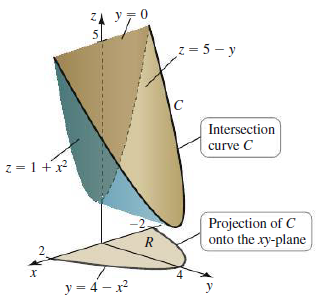 z
y = 0
5
z = 5 − y
C
Intersection
curve C
z = 1 + x²
−2
Projection of C
onto the xy-plane
R
2
x
4
y
y = 4 − x²